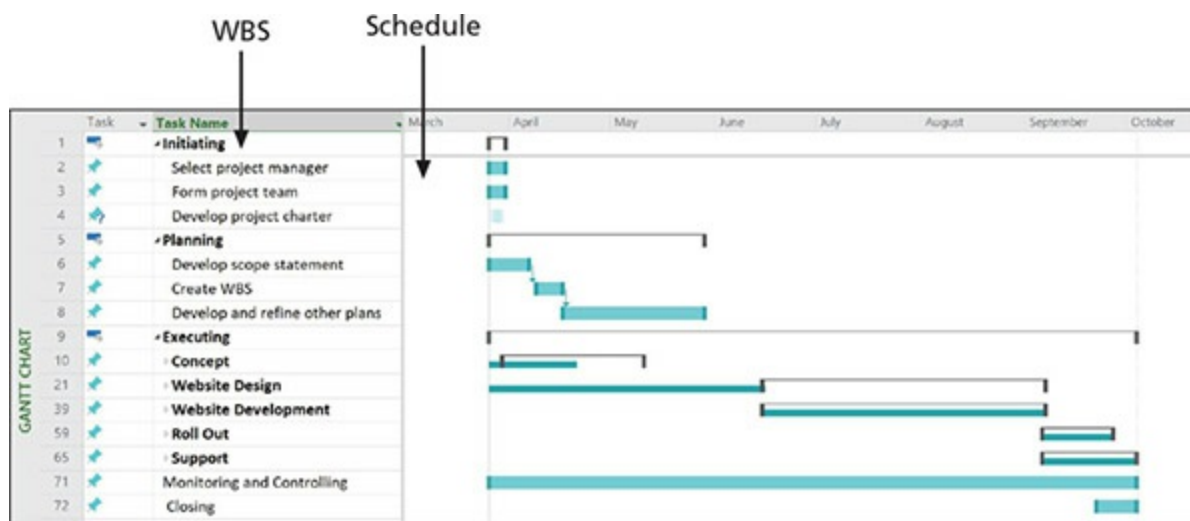 WBS Schedule
Task Task Name March April May June July August September October
1 Initiating
2 Select project manager
3 Form project team
4 Develop project charter
5 Planning
6 Develop scope statement
7 Create WBS
8 Develop and refine other plans
9 Executing
10 Concept
21 Website Design
39 Website Development
59 Roll Out
65 Support
71 Monitoring and Controlling
72 Closing
GANTT CHART